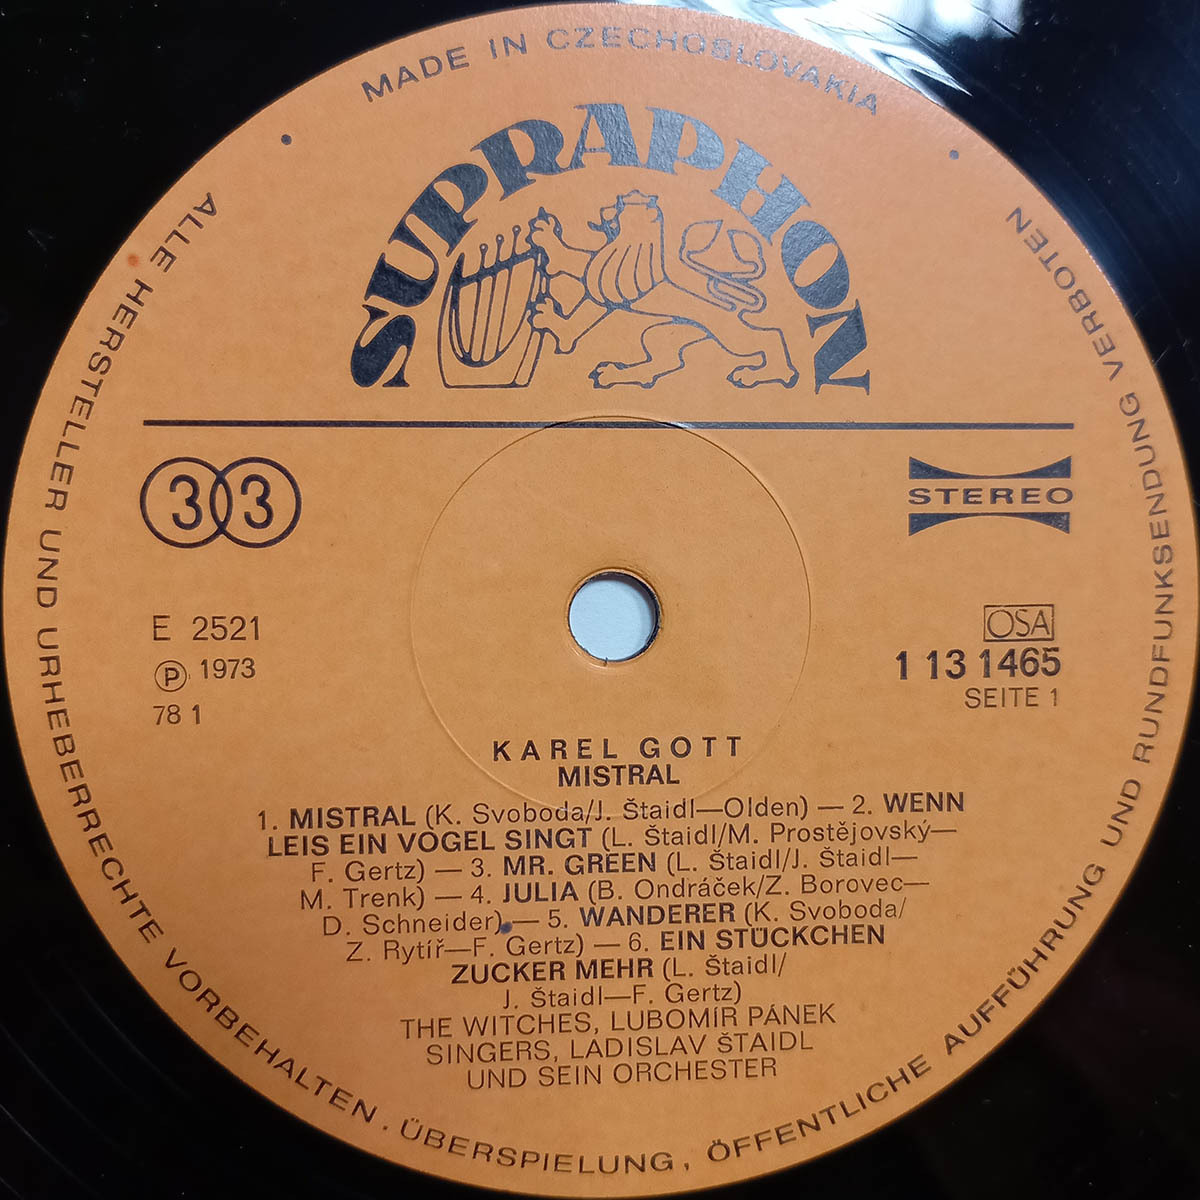 MADE IN CZECHOSLOVAKIA
SUPRAPHON
33
STEREO
E 2521
Ⓟ 1973
78 1
OSA
1 13 1465
SEITE 1
KAREL GOTT
MISTRAL
1. MISTRAL (K. Svoboda/J. Štaidl—Olden) — 2. WENN
LEIS EIN VOGEL SINGT (L. Štaidl/M. Prostějovský—
F. Gertz) — 3. MR. GREEN (L. Štaidl/J. Štaidl—
M. Trenk) — 4. JULIA (B. Ondráček/Z. Borovec—
D. Schneider) — 5. WANDERER (K. Svoboda/
Z. Rytíř—F. Gertz) — 6. EIN STÜCKCHEN
ZUCKER MEHR (L. Štaidl/
J. Štaidl—F. Gertz)
THE WITCHES, LUBOMÍR PÁNEK
SINGERS, LADISLAV ŠTAIDL
UND SEIN ORCHESTER
ALLE HERSTELLER UND URHEBERRECHTE VORBEHALTEN. ÜBERSPIELUNG, ÖFFENTLICHE AUFFÜHRUNG UND RUNDFUNKSENDUNG VERBOTEN